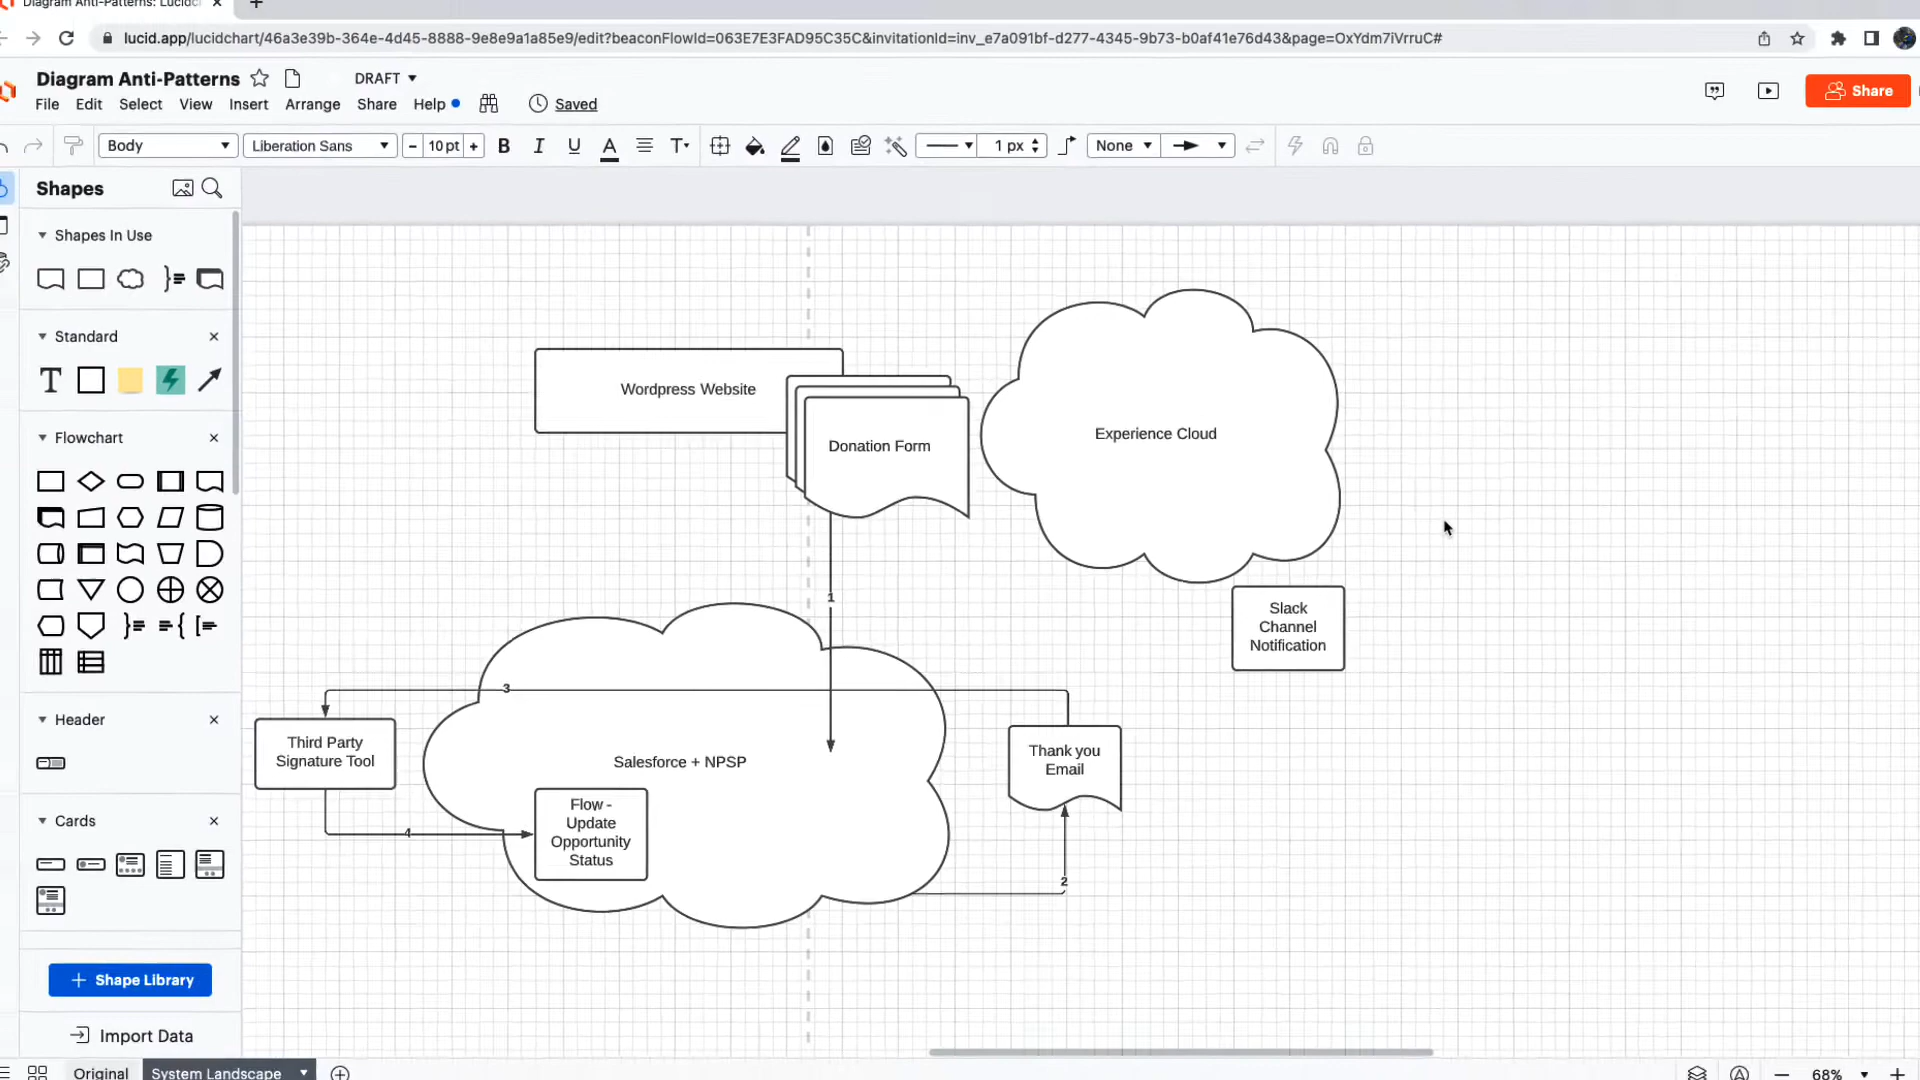 Diagram Anti-Patterns: Lucidc
lucid.app/lucidchart/46a3e39b-364e-4d45-8888-9e8e9a1a85e9/edit?beaconFlowId=063E7E3FAD95C35C&invitationId=inv_e7a091bf-d277-4345-9b73-b0af41e76d43&page=OxYdm7iVrruC#
Diagram Anti-Patterns
DRAFT
File Edit Select View Insert Arrange Share Help
Saved
Share
Body
Liberation Sans
- 10 pt +
B I U A T
1 px
None
Shapes
Shapes In Use
Standard
T
Flowchart
Header
Cards
+ Shape Library
Import Data
Wordpress Website
Donation Form
Experience Cloud
1
Slack
Channel
Notification
3
Third Party
Signature Tool
Salesforce + NPSP
Thank you
Email
Flow -
Update
Opportunity
Status
4
2
Original
System Landscape
68%